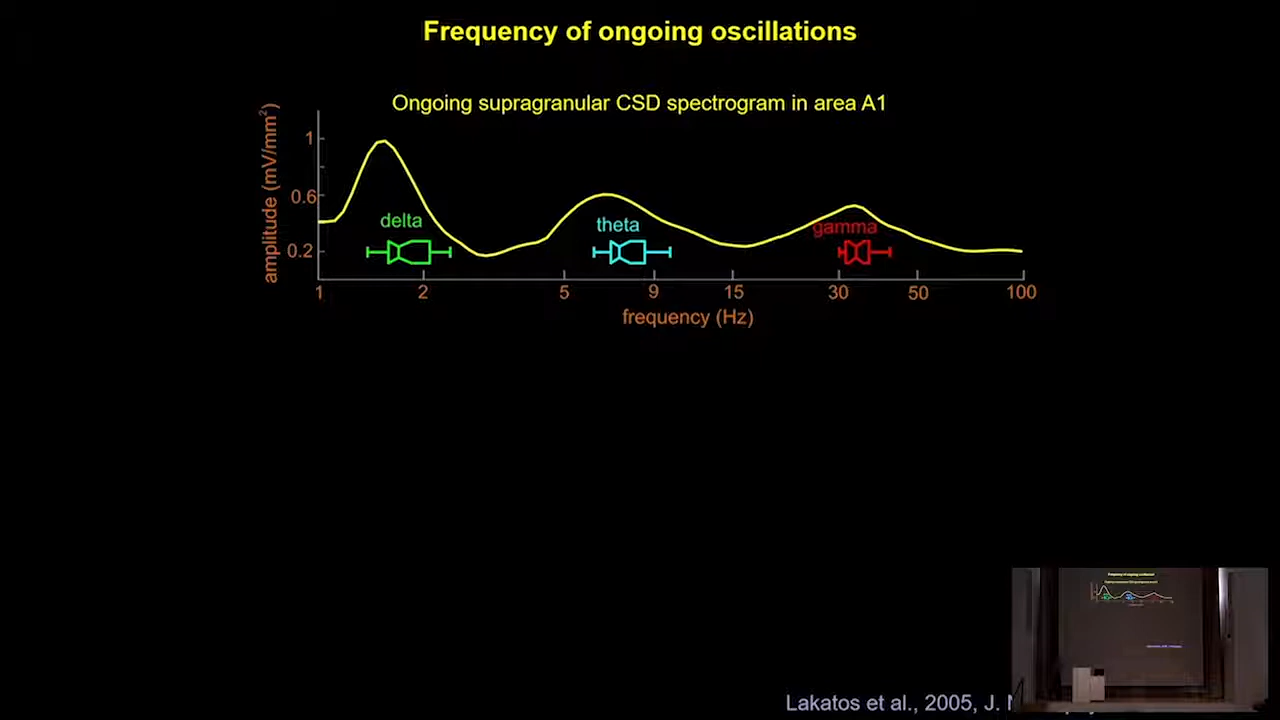 Frequency of ongoing oscillations
Ongoing supragranular CSD spectrogram in area A1
amplitude (mV/mm²)
1
0.6
0.2
delta
theta
gamma
1 2 5 9 15 30 50 100
frequency (Hz)
Lakatos et al., 2005, J.